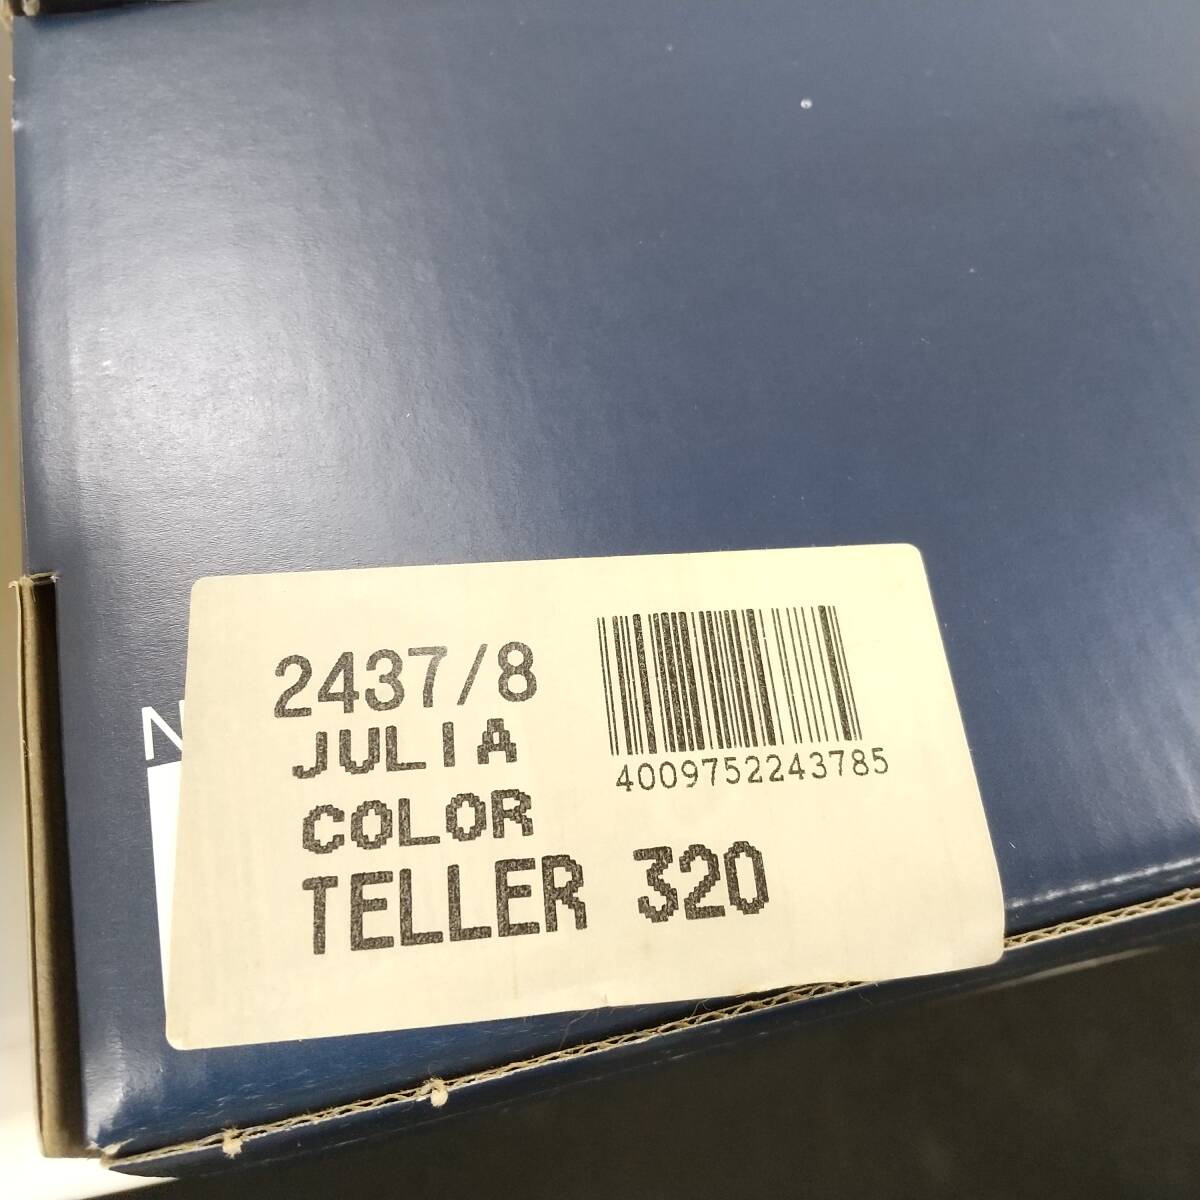 2437/8
JULIA
COLOR
TELLER 320
4009752243785
N